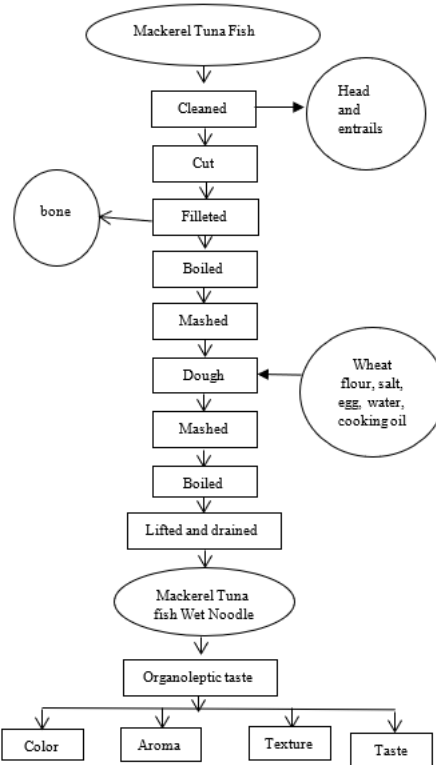 Mackerel Tuna Fish
Cleaned
Head
and
entrails
Cut
bone
Filleted
Boiled
Mashed
Dough
Wheat
flour, salt,
egg, water,
cooking oil
Mashed
Boiled
Lifted and drained
Mackerel Tuna
fish Wet Noodle
Organoleptic taste
Color
Aroma
Texture
Taste